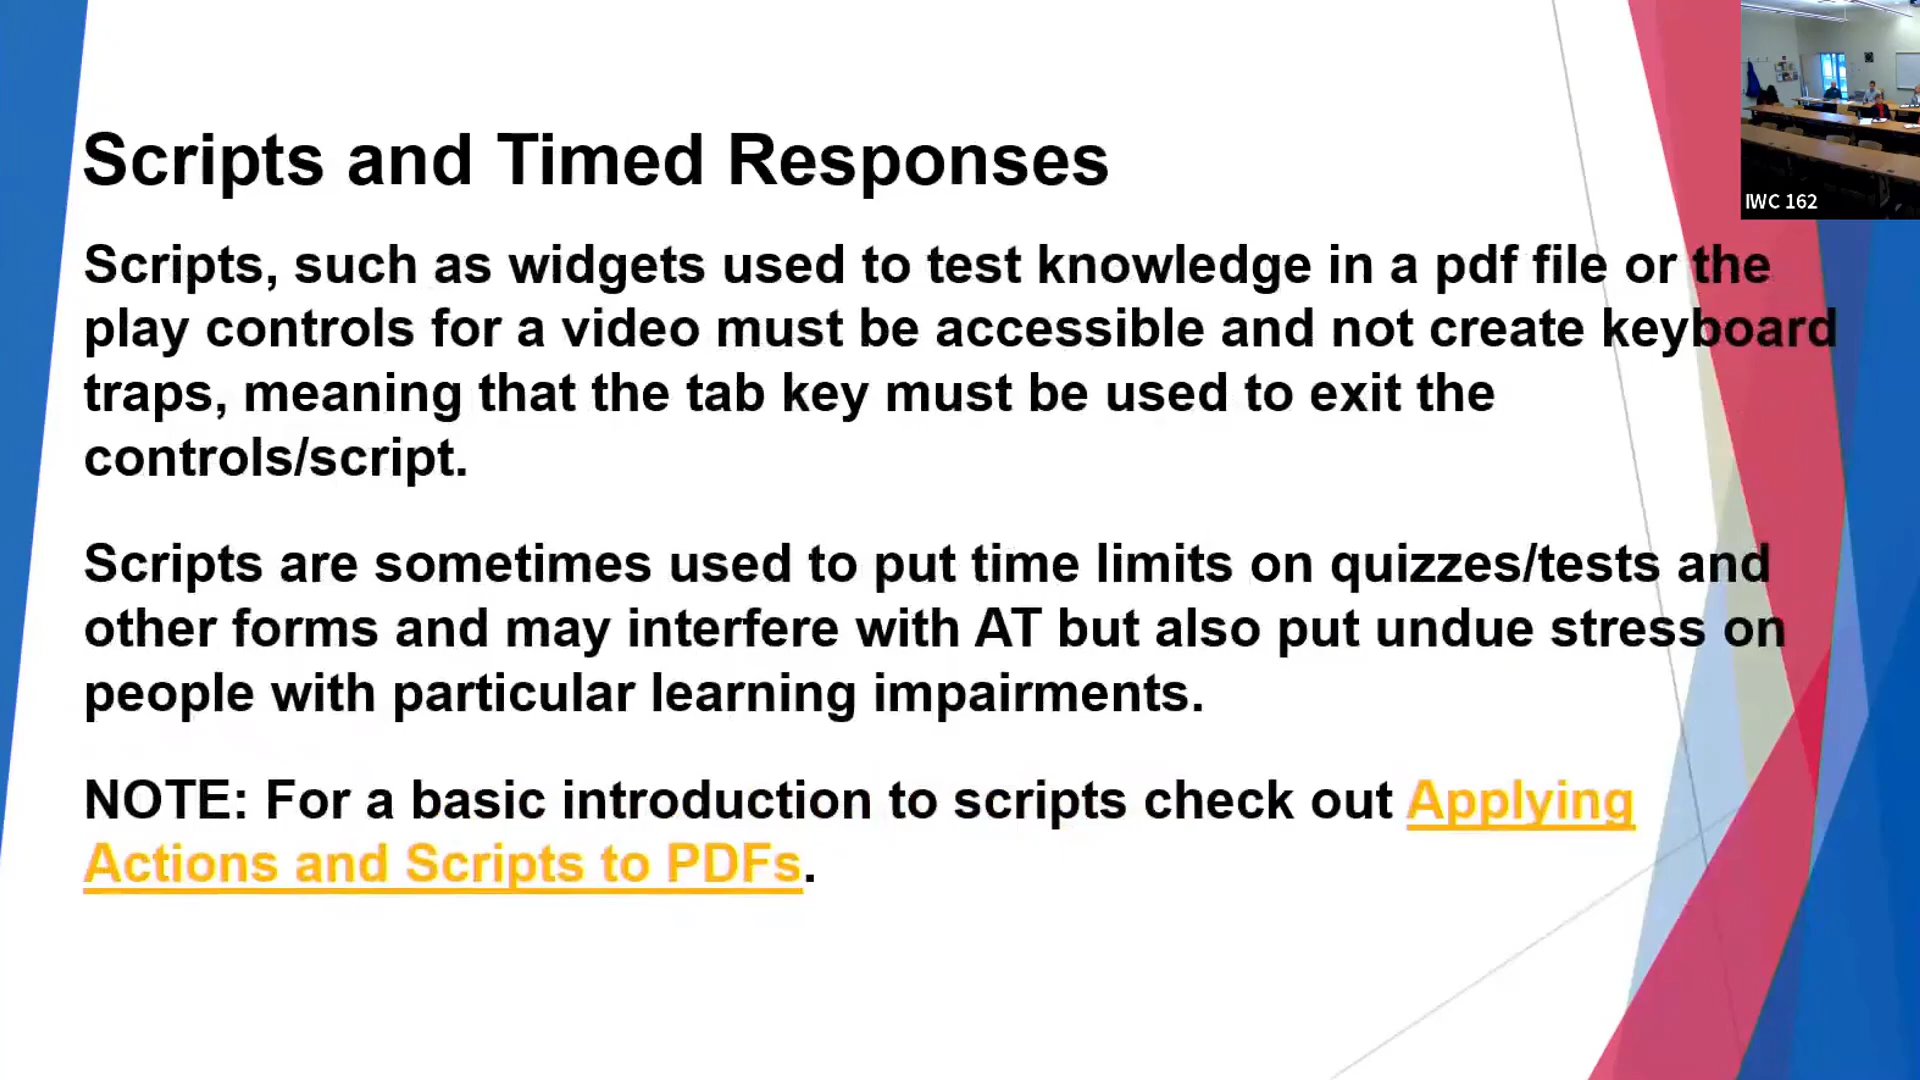 Scripts and Timed Responses
Scripts, such as widgets used to test knowledge in a pdf file or the
play controls for a video must be accessible and not create keyboard
traps, meaning that the tab key must be used to exit the
controls/script.
Scripts are sometimes used to put time limits on quizzes/tests and
other forms and may interfere with AT but also put undue stress on
people with particular learning impairments.
NOTE: For a basic introduction to scripts check out Applying
Actions and Scripts to PDFs.
IWC 162